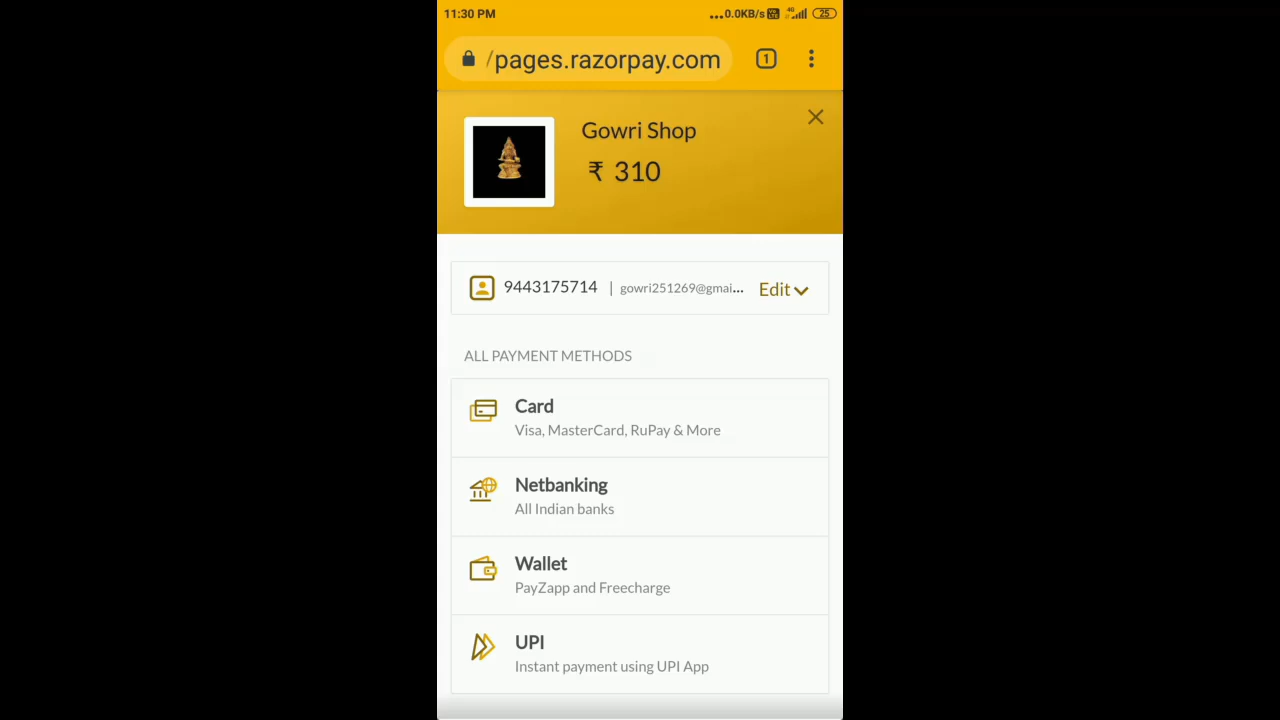 11:30 PM
...0.0KB/s VoLTE 4G 25
/pages.razorpay.com 1
Gowri Shop
₹ 310
9443175714 | gowri251269@gmai... Edit
ALL PAYMENT METHODS
Card
Visa, MasterCard, RuPay & More
Netbanking
All Indian banks
Wallet
PayZapp and Freecharge
UPI
Instant payment using UPI App